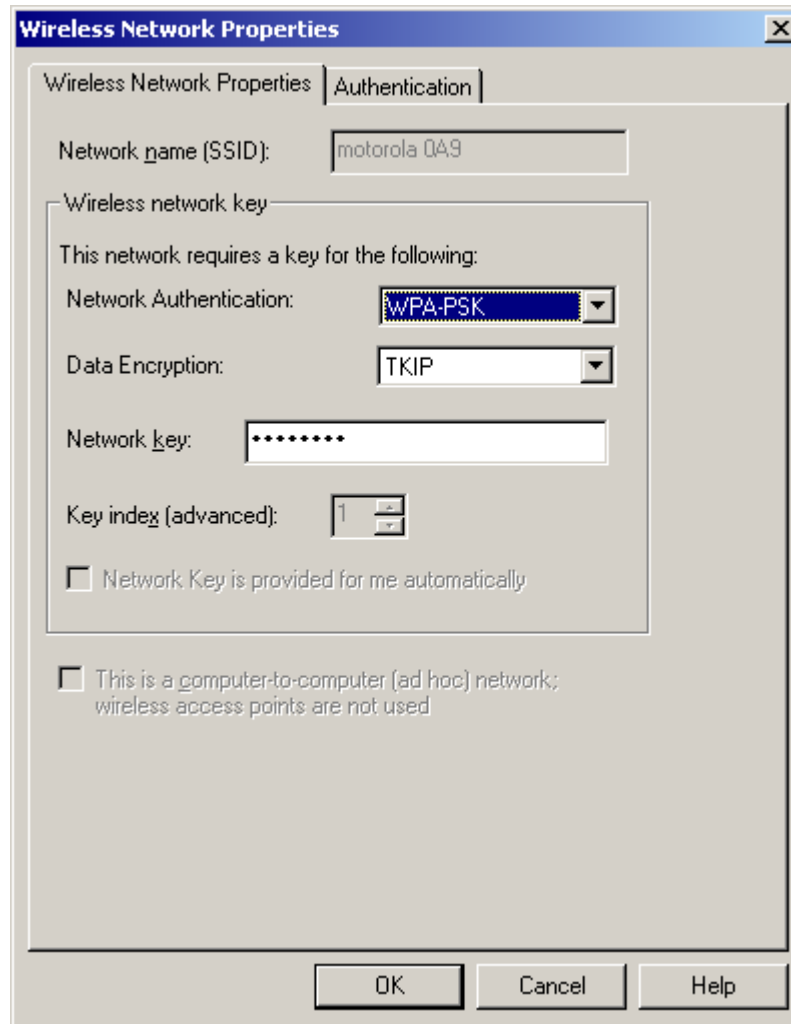 Wireless Network Properties
Wireless Network Properties Authentication
Network name (SSID): motorola 0A9
Wireless network key
This network requires a key for the following:
Network Authentication: WPA-PSK
Data Encryption: TKIP
Network key: ••••••••
Key index (advanced): 1
Network Key is provided for me automatically
This is a computer-to-computer (ad hoc) network;
wireless access points are not used
OK Cancel Help